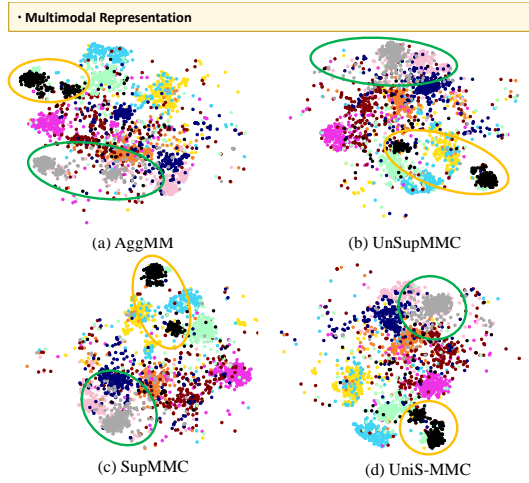 · Multimodal Representation
(a) AggMM
(b) UnSupMMC
(c) SupMMC
(d) UniS-MMC